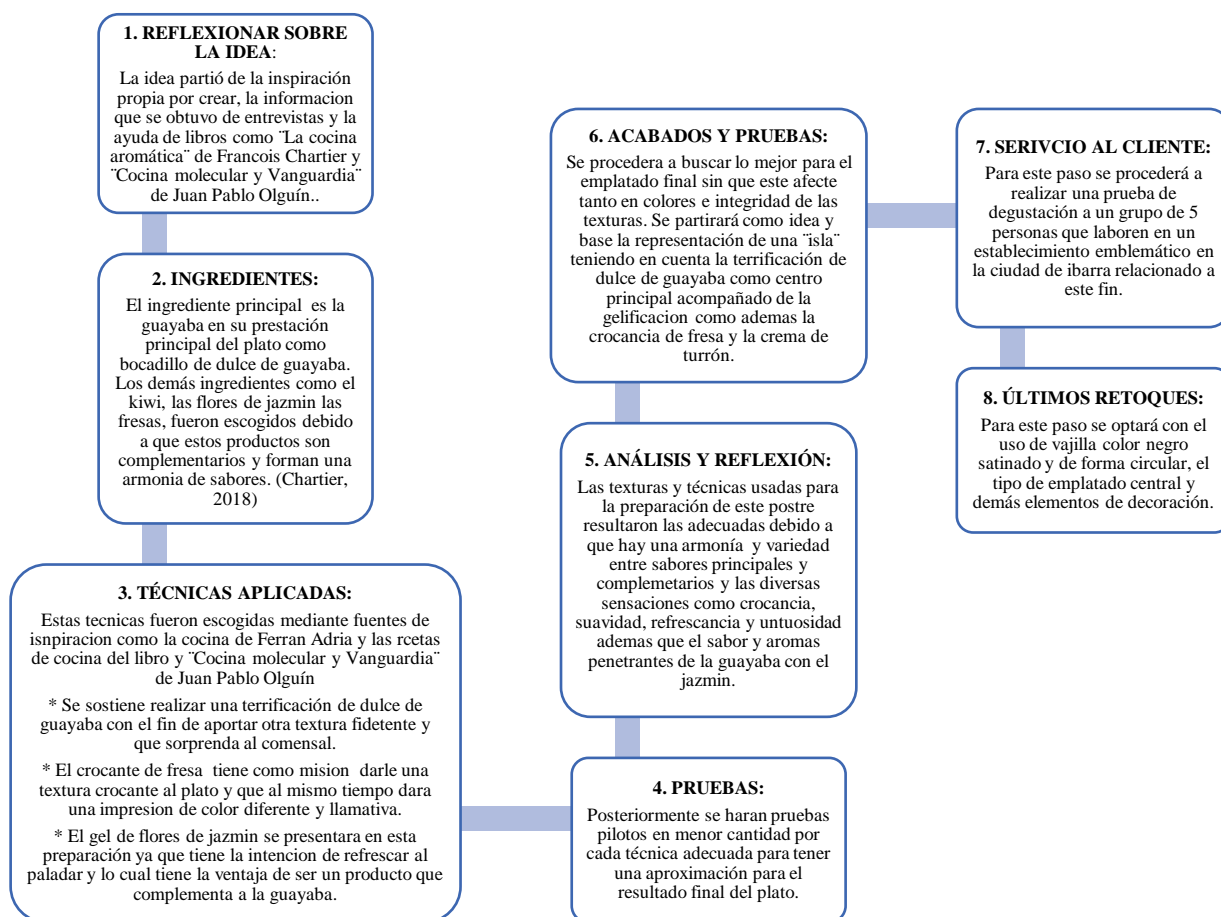 1. REFLEXIONAR SOBRE
LA IDEA:
La idea partió de la inspiración
propia por crear, la informacion
que se obtuvo de entrevistas y la
ayuda de libros como ¨La cocina
aromática¨ de Francois Chartier y
¨Cocina molecular y Vanguardia¨
de Juan Pablo Olguín..
2. INGREDIENTES:
El ingrediente principal es la
guayaba en su prestación
principal del plato como
bocadillo de dulce de guayaba.
Los demás ingredientes como el
kiwi, las flores de jazmin las
fresas, fueron escogidos debido
a que estos productos son
complementarios y forman una
armonia de sabores. (Chartier,
2018)
3. TÉCNICAS APLICADAS:
Estas tecnicas fueron escogidas mediante fuentes de
isnpiracion como la cocina de Ferran Adria y las rcetas
de cocina del libro y ¨Cocina molecular y Vanguardia¨
de Juan Pablo Olguín
* Se sostiene realizar una terrificación de dulce de
guayaba con el fin de aportar otra textura fidetente y
que sorprenda al comensal.
* El crocante de fresa tiene como mision darle una
textura crocante al plato y que al mismo tiempo dara
una impresion de color diferente y llamativa.
* El gel de flores de jazmin se presentara en esta
preparación ya que tiene la intencion de refrescar al
paladar y lo cual tiene la ventaja de ser un producto que
complementa a la guayaba.
4. PRUEBAS:
Posteriormente se haran pruebas
pilotos en menor cantidad por
cada técnica adecuada para tener
una aproximación para el
resultado final del plato.
5. ANÁLISIS Y REFLEXIÓN:
Las texturas y técnicas usadas para
la preparación de este postre
resultaron las adecuadas debido a
que hay una armonía y variedad
entre sabores principales y
complemetarios y las diversas
sensaciones como crocancia,
suavidad, refrescancia y untuosidad
ademas que el sabor y aromas
penetrantes de la guayaba con el
jazmin.
6. ACABADOS Y PRUEBAS:
Se procedera a buscar lo mejor para el
emplatado final sin que este afecte
tanto en colores e integridad de las
texturas. Se partirará como idea y
base la representación de una ¨isla¨
teniendo en cuenta la terrificación de
dulce de guayaba como centro
principal acompañado de la
gelificacion como ademas la
crocancia de fresa y la crema de
turrón.
7. SERIVCIO AL CLIENTE:
Para este paso se procederá a
realizar una prueba de
degustación a un grupo de 5
personas que laboren en un
establecimiento emblemático en
la ciudad de ibarra relacionado a
este fin.
8. ÚLTIMOS RETOQUES:
Para este paso se optará con el
uso de vajilla color negro
satinado y de forma circular, el
tipo de emplatado central y
demás elementos de decoración.